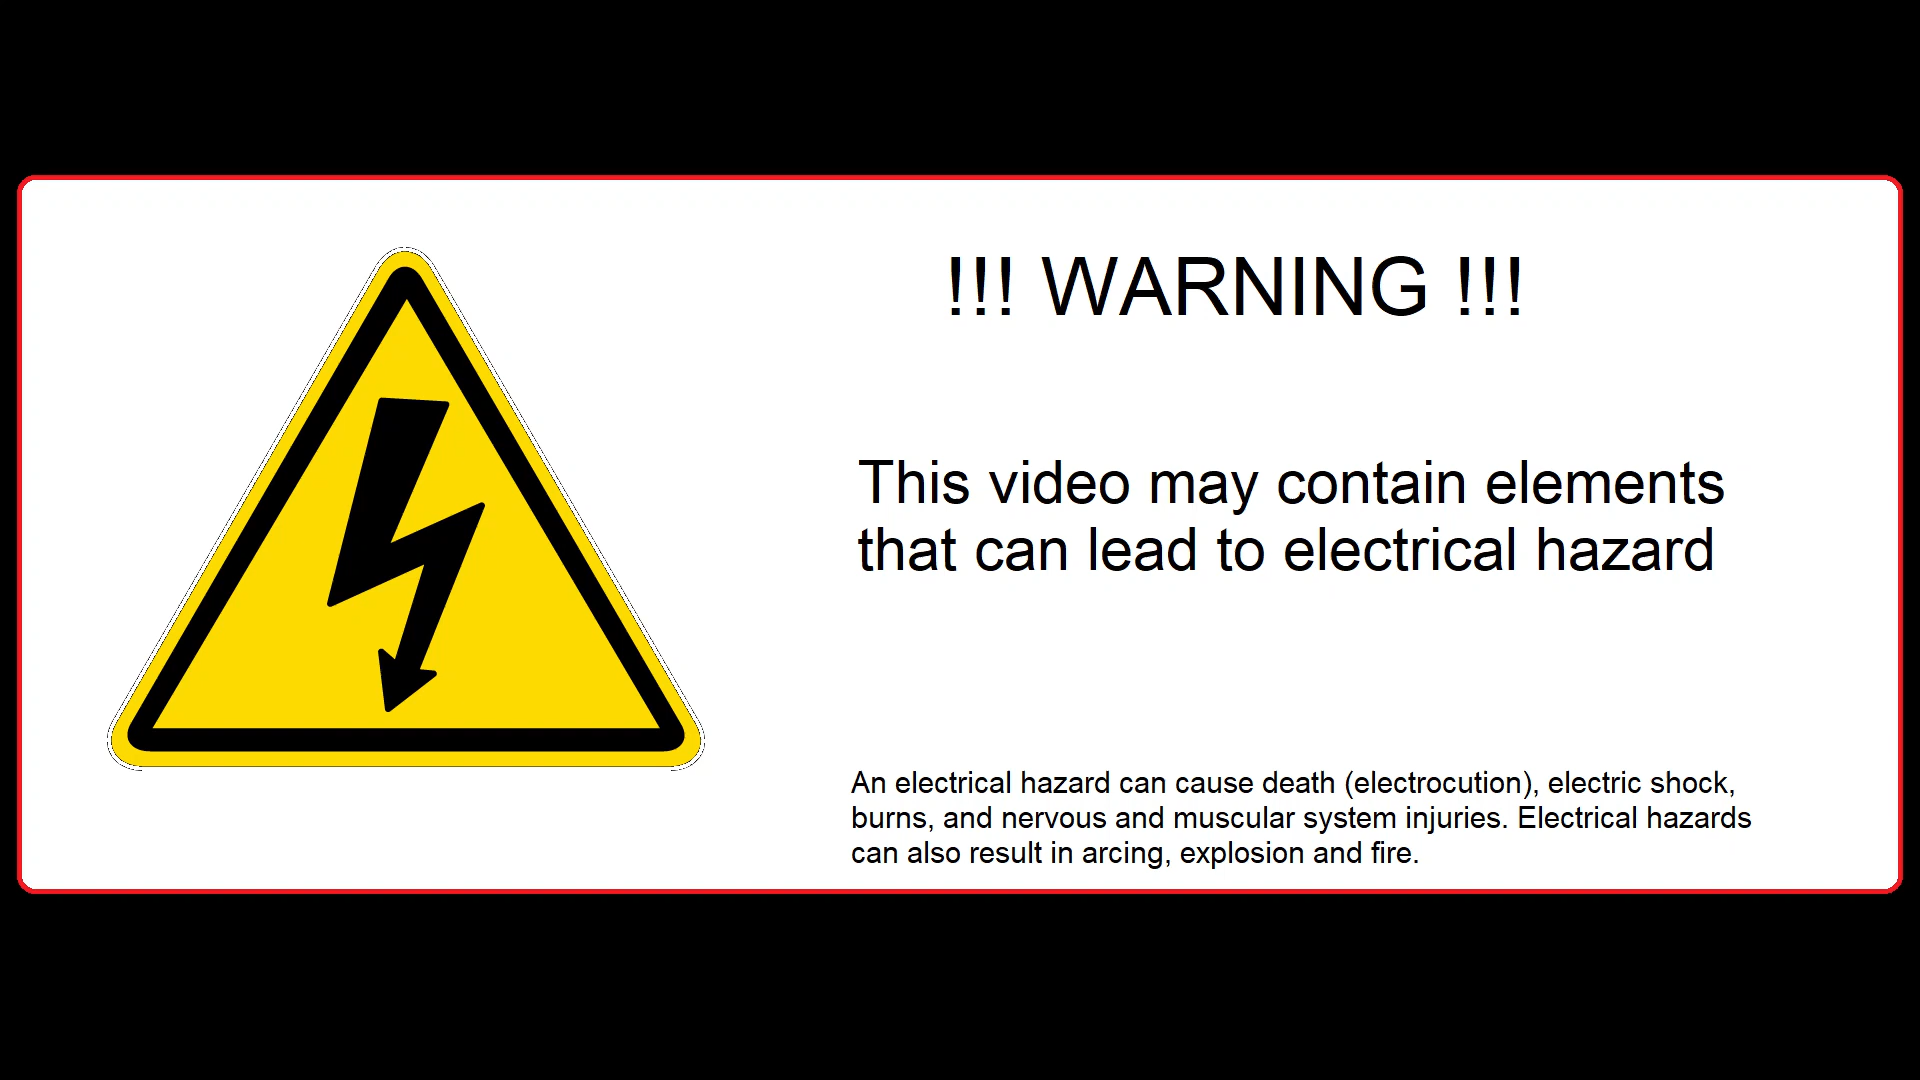 !!! WARNING !!!
This video may contain elements
that can lead to electrical hazard
An electrical hazard can cause death (electrocution), electric shock,
burns, and nervous and muscular system injuries. Electrical hazards
can also result in arcing, explosion and fire.